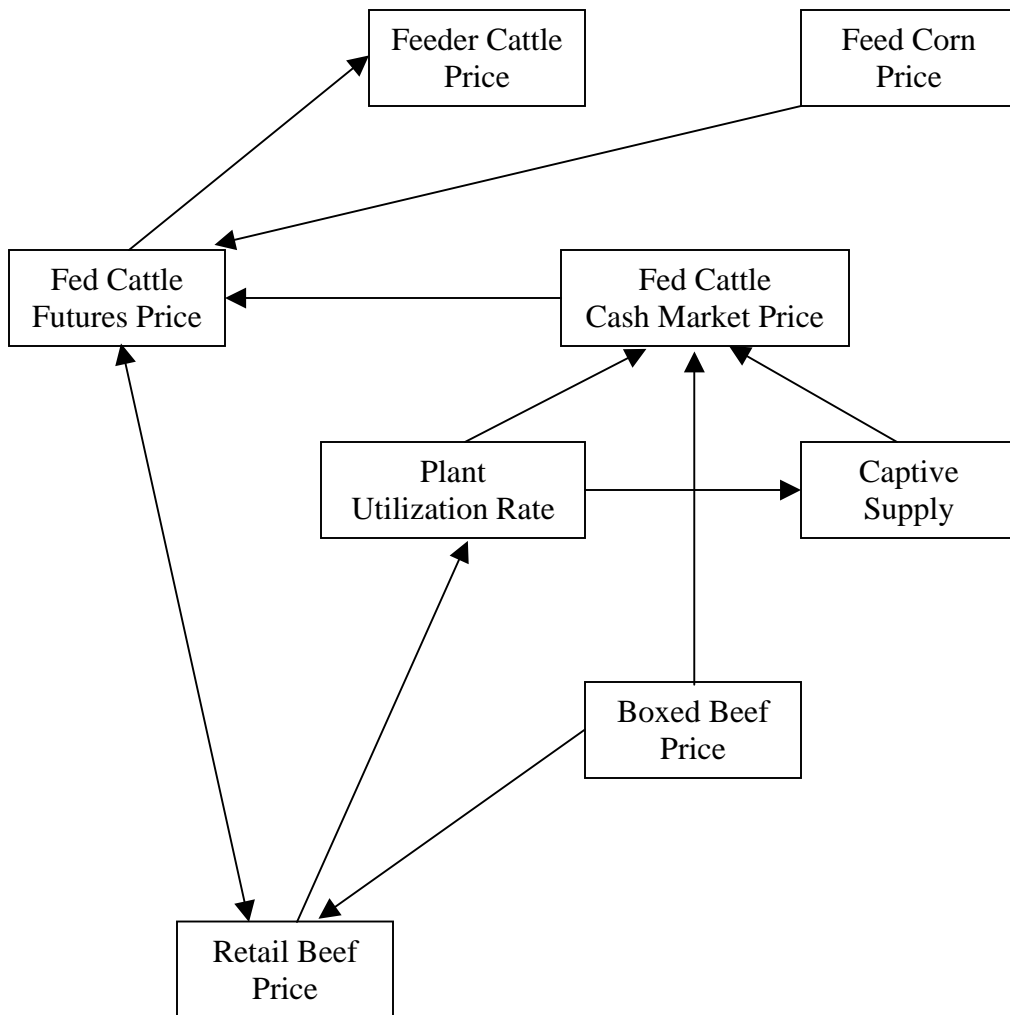 Feeder Cattle
Price
Feed Corn
Price
Fed Cattle
Futures Price
Fed Cattle
Cash Market Price
Plant
Utilization Rate
Captive
Supply
Boxed Beef
Price
Retail Beef
Price